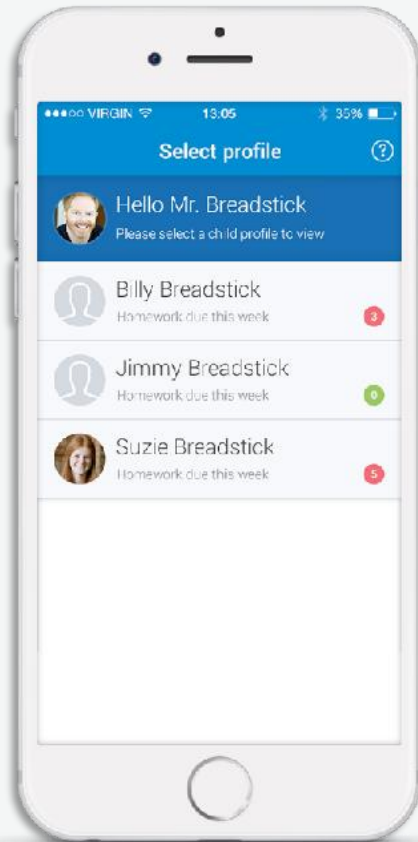 VIRGIN 13:05 35%
Select profile ?
Hello Mr. Breadstick
Please select a child profile to view
Billy Breadstick
Homework due this week 3
Jimmy Breadstick
Homework due this week 0
Suzie Breadstick
Homework due this week 5